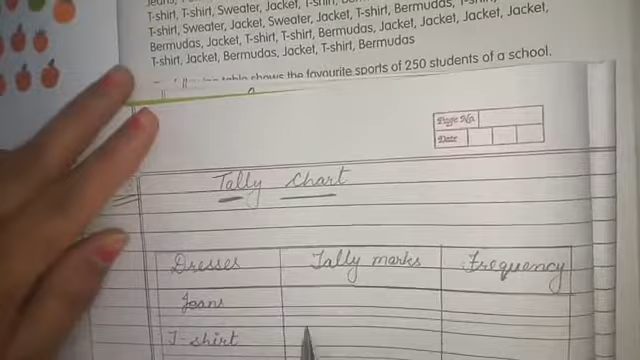 T-shirt, T-shirt, Sweater, Jacket,
T-shirt, Sweater, Jacket, Sweater, Jacket, T-shirt, Bermudas,
Bermudas, Jacket, T-shirt, T-shirt, Bermudas, Jacket, Jacket, Jacket, Jacket,
T-shirt, Jacket, Bermudas, Jacket, T-shirt, Bermudas
table shows the favourite sports of 250 students of a school.
Page No.
Date
Tally Chart
Dresses Tally marks Frequency
Jeans
T-shirt